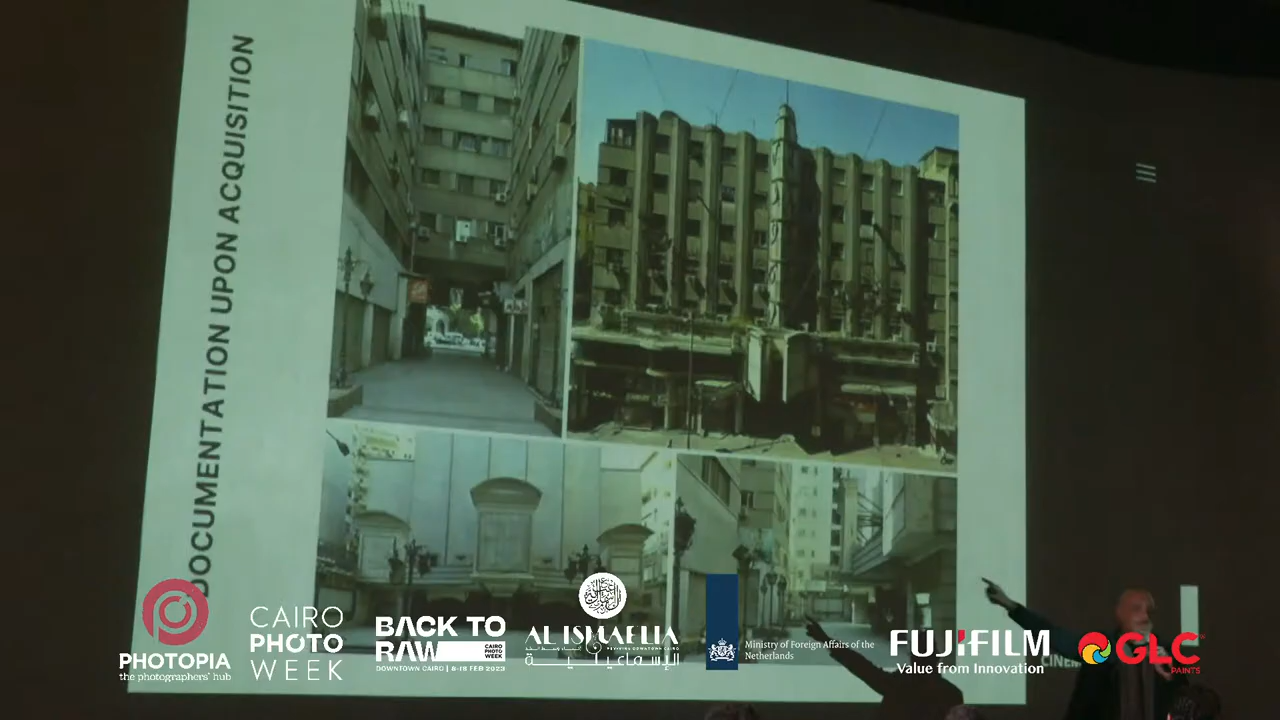 DOCUMENTATION UPON ACQUISITION
PHOTOPIA
the photographers' hub
CAIRO
PHOTO
WEEK
BACK TO
RAW
CAIRO
PHOTO
WEEK
DOWNTOWN CAIRO | 8-18 FEB 2023
AL ISMAELIA
الإسماعيلية
Ministry of Foreign Affairs of the
Netherlands
FUJIFILM
Value from Innovation
GLC
PAINTS